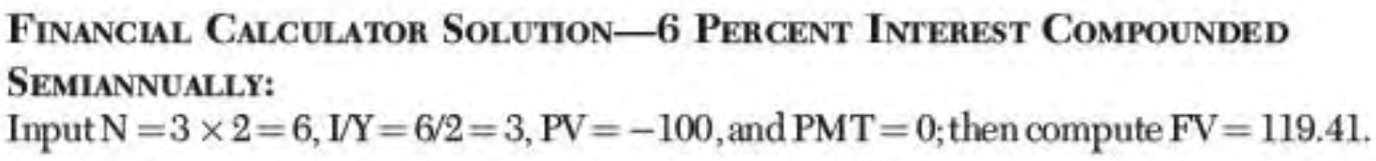 FINANCIAL CALCULATOR SOLUTION—6 PERCENT INTEREST COMPOUNDED
SEMIANNUALLY:
Input N = 3 × 2 = 6, I/Y = 6/2 = 3, PV = −100, and PMT = 0; then compute FV = 119.41.